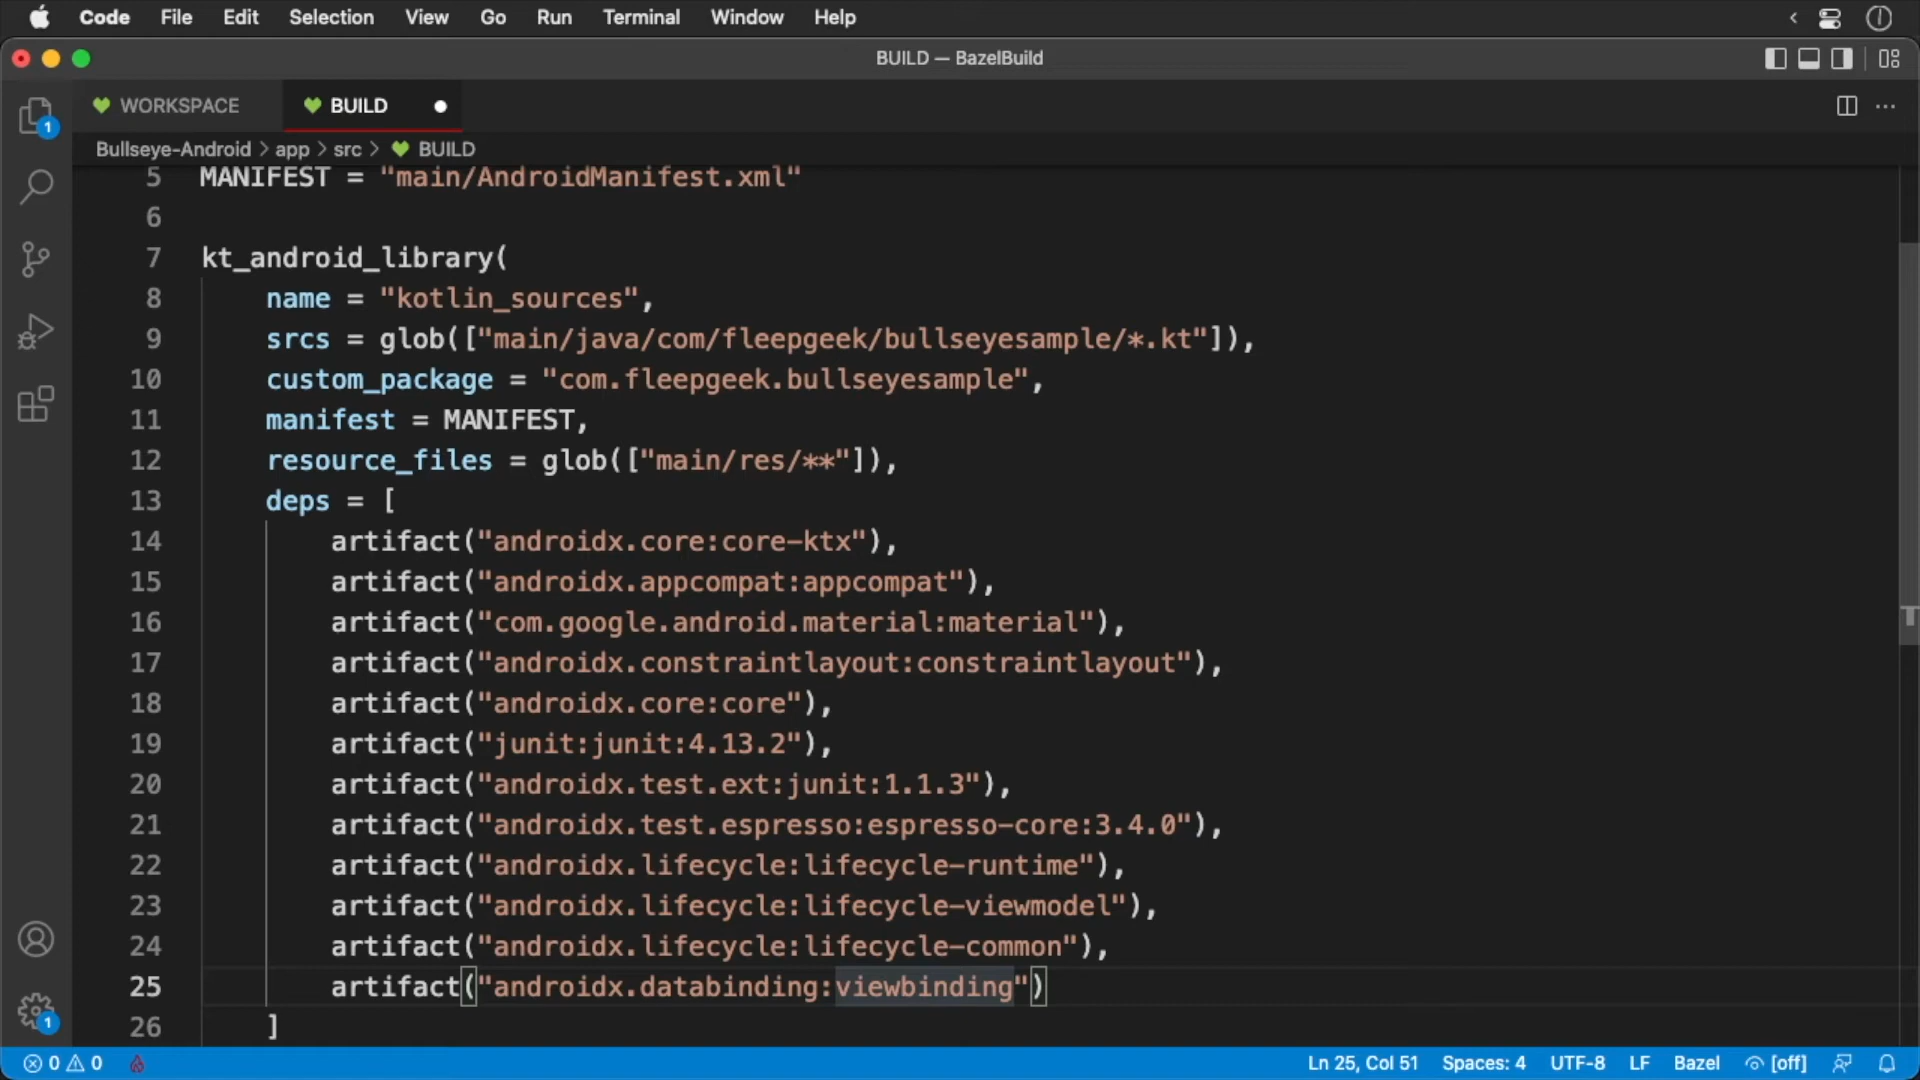 Code File Edit Selection View Go Run Terminal Window Help
BUILD — BazelBuild
WORKSPACE BUILD
1
Bullseye-Android > app > src > BUILD
5 MANIFEST = "main/AndroidManifest.xml"
6
7 kt_android_library(
8 name = "kotlin_sources",
9 srcs = glob(["main/java/com/fleepgeek/bullseyesample/*.kt"]),
10 custom_package = "com.fleepgeek.bullseyesample",
11 manifest = MANIFEST,
12 resource_files = glob(["main/res/**"]),
13 deps = [
14 artifact("androidx.core:core-ktx"),
15 artifact("androidx.appcompat:appcompat"),
16 artifact("com.google.android.material:material"),
17 artifact("androidx.constraintlayout:constraintlayout"),
18 artifact("androidx.core:core"),
19 artifact("junit:junit:4.13.2"),
20 artifact("androidx.test.ext:junit:1.1.3"),
21 artifact("androidx.test.espresso:espresso-core:3.4.0"),
22 artifact("androidx.lifecycle:lifecycle-runtime"),
23 artifact("androidx.lifecycle:lifecycle-viewmodel"),
24 artifact("androidx.lifecycle:lifecycle-common"),
25 artifact("androidx.databinding:viewbinding")
26 ]
1
0 0 Ln 25, Col 51 Spaces: 4 UTF-8 LF Bazel [off]